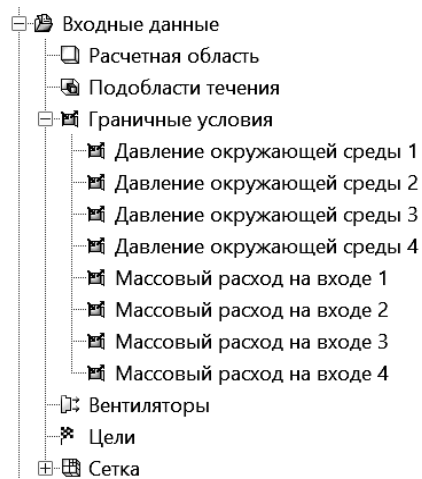 Входные данные
Расчетная область
Подобласти течения
Граничные условия
Давление окружающей среды 1
Давление окружающей среды 2
Давление окружающей среды 3
Давление окружающей среды 4
Массовый расход на входе 1
Массовый расход на входе 2
Массовый расход на входе 3
Массовый расход на входе 4
Вентиляторы
Цели
Сетка